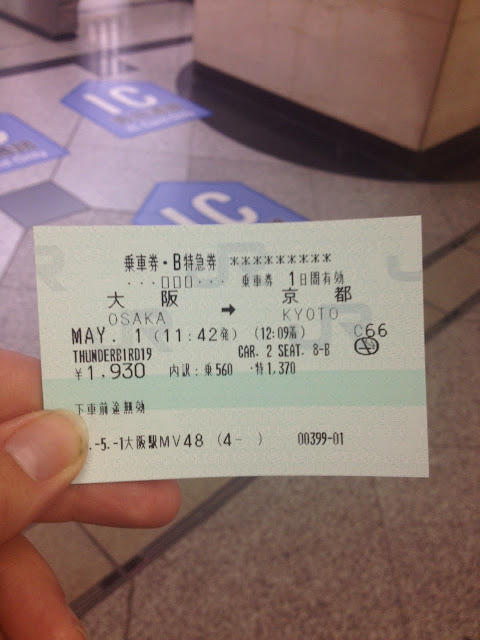 IC
IC
乗車券・B特急券 *********
・・・□□□・・・ 乗車券 1日間有効
大阪 → 京都
OSAKA KYOTO
MAY. 1 (11:42発) (12:09着) C66
THUNDERBIRD19 CAR. 2 SEAT. 8-B
¥1,930 内訳:乗560 ・特1,370
下車前途無効
.-5.-1大阪駅MV48 (4- ) 00399-01